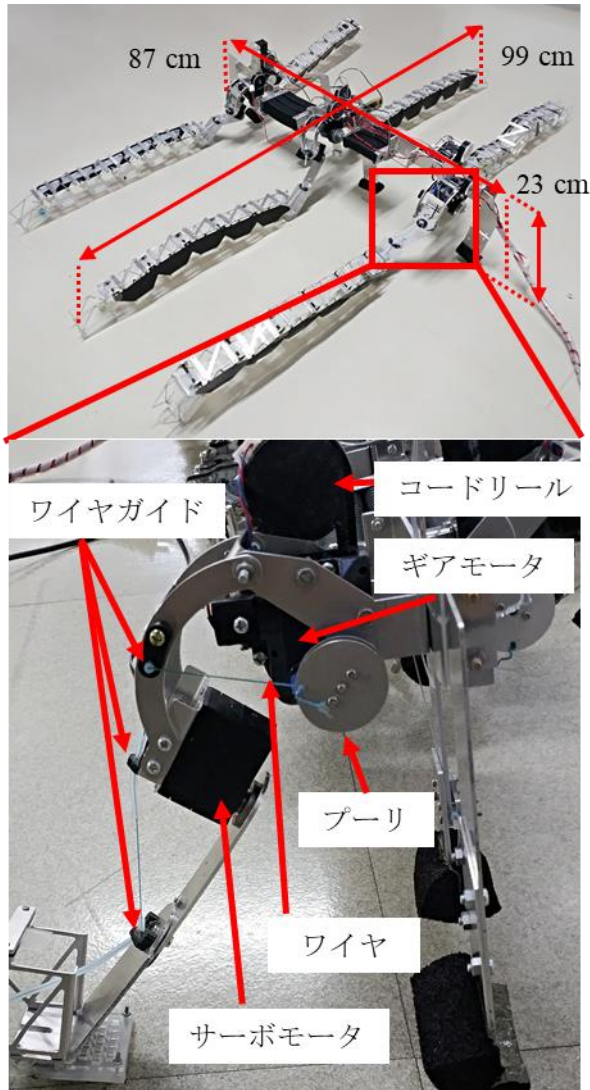 87 cm
99 cm
23 cm
コードリール
ワイヤガイド
ギアモータ
プーリ
ワイヤ
サーボモータ